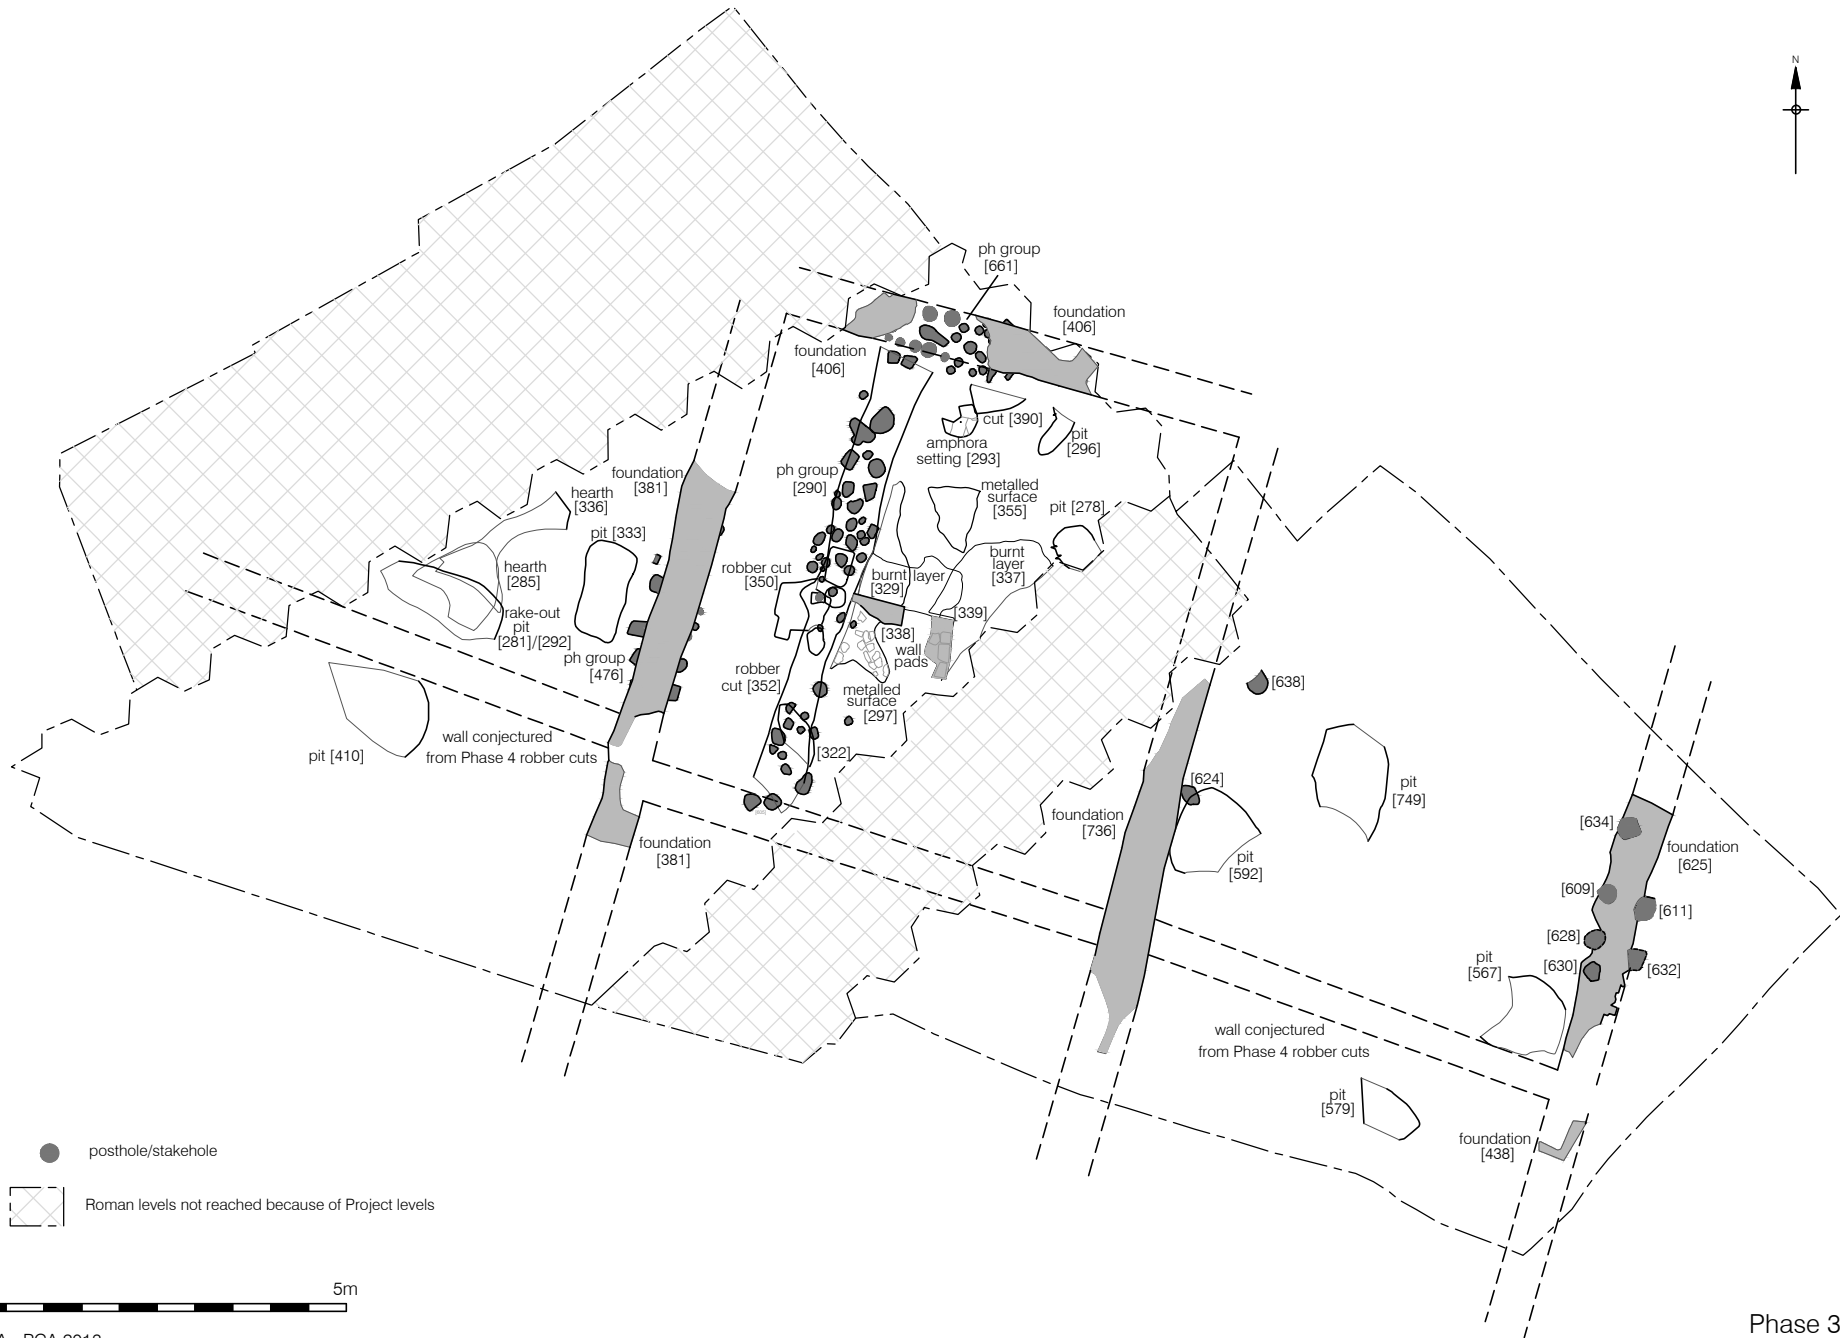 N
ph group
[661]
foundation
[406]
foundation
[406]
cut [390]
pit
[296]
amphora
setting [293]
ph group
[290]
foundation
[381]
hearth
[336]
pit [333]
metalled
surface
[355]
pit [278]
burnt
layer
[337]
burnt layer
[329]
hearth
[285]
robber cut
[350]
rake-out
pit
[281]/[292]
[339]
[338]
wall
pads
ph group
[476]
robber
cut [352]
metalled
surface
[297]
[638]
pit [410]
wall conjectured
from Phase 4 robber cuts
[322]
[624]
pit
[749]
foundation
[736]
[634]
foundation
[381]
pit
[592]
foundation
[625]
[609]
[611]
[628]
pit
[567]
[630]
[632]
wall conjectured
from Phase 4 robber cuts
pit
[579]
foundation
[438]
posthole/stakehole
Roman levels not reached because of Project levels
5m
Phase 3